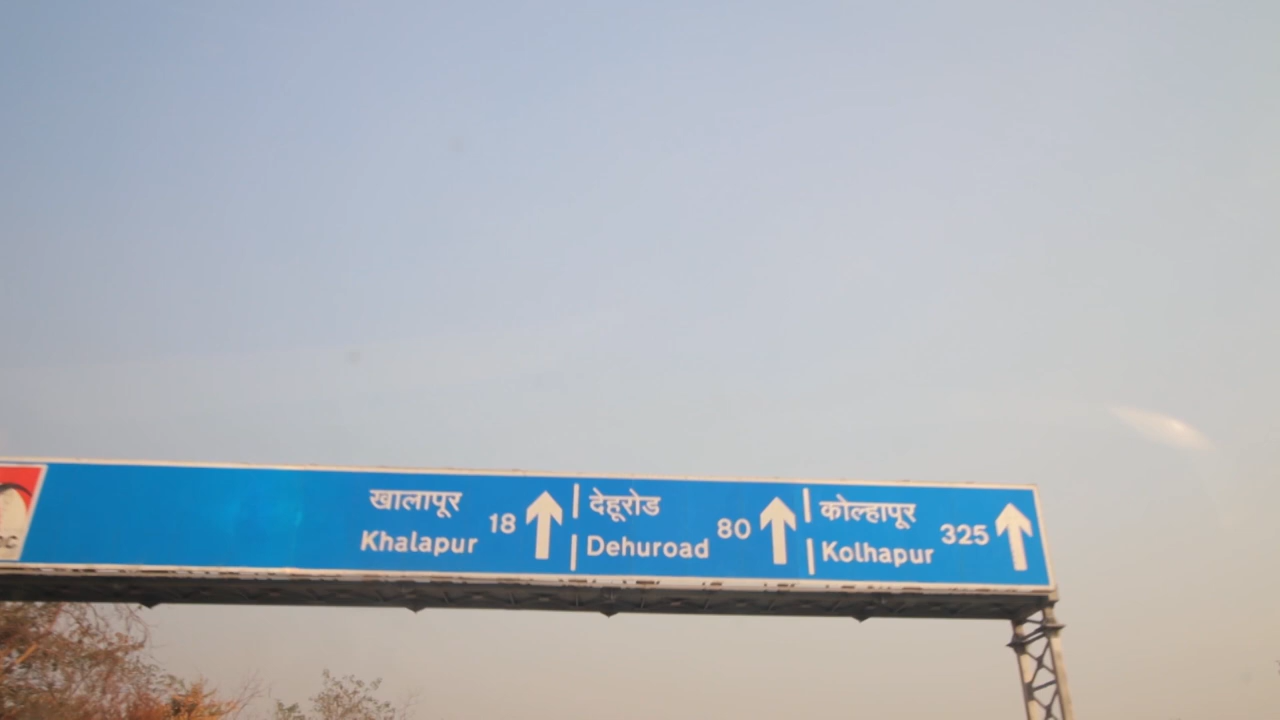 खालापूर
Khalapur
18
देहूरोड
Dehuroad
80
कोल्हापूर
Kolhapur
325